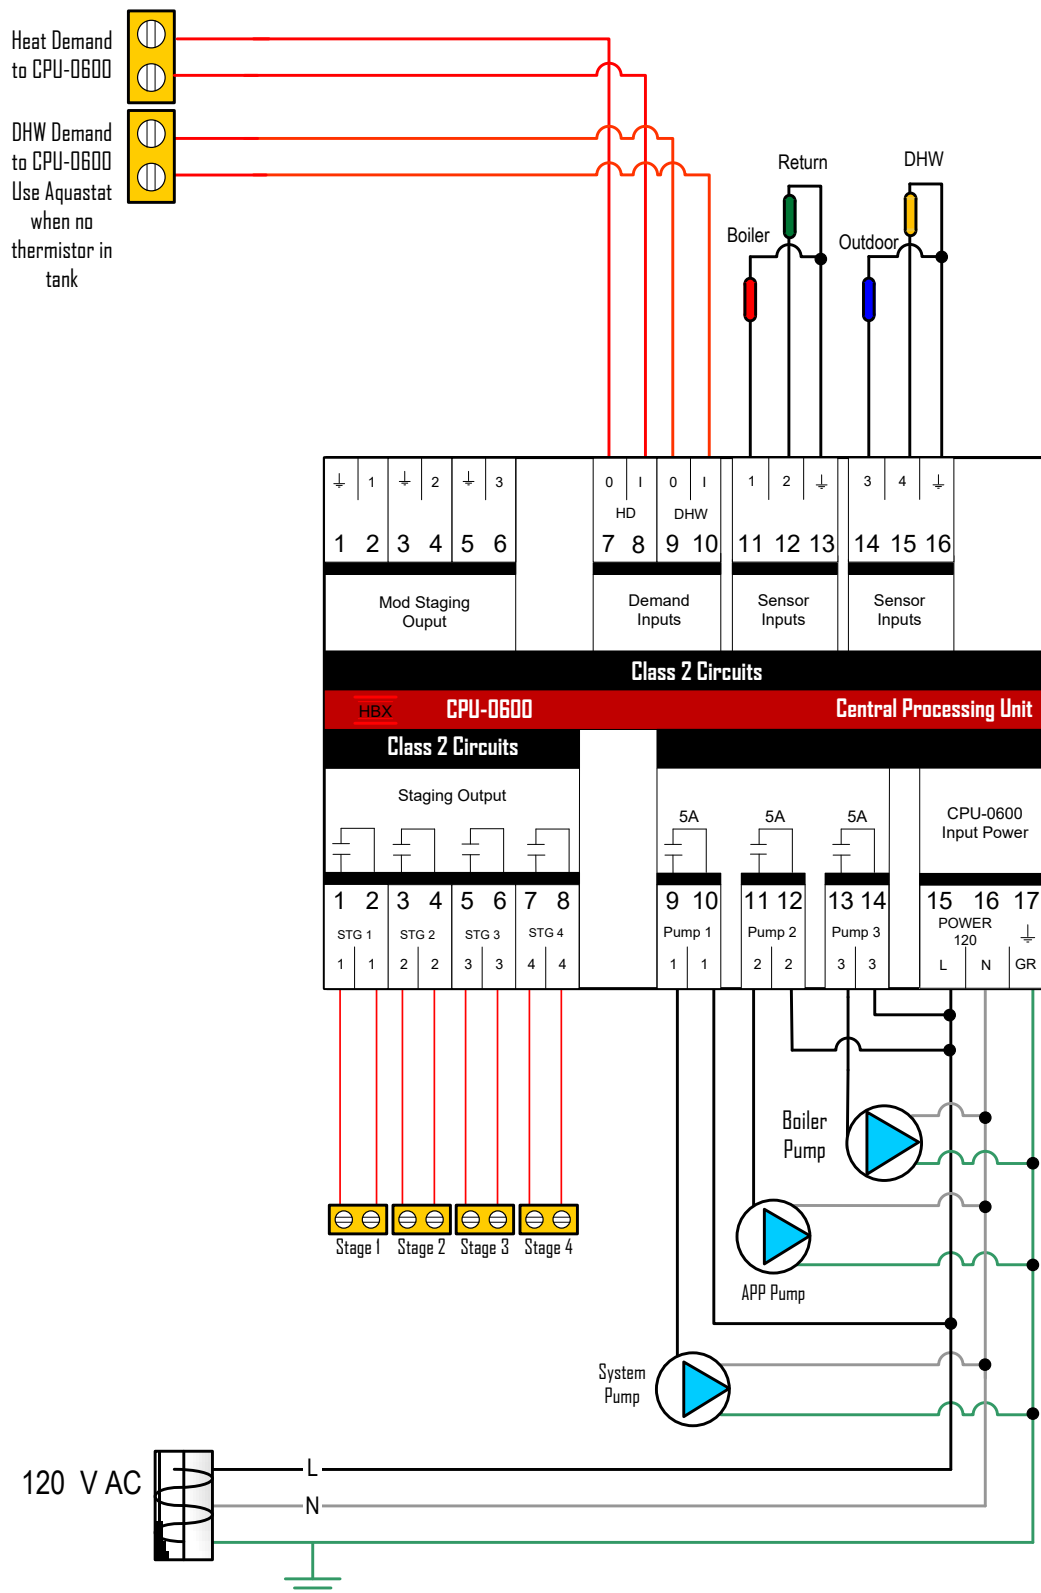 Heat Demand
to CPU-0600
DHW Demand
to CPU-0600
Use Aquastat
when no
thermistor in
tank
Return
DHW
Boiler
Outdoor
1 2 3
0 I 0 I
1 2
3 4
HD DHW
1 2 3 4 5 6 7 8 9 10 11 12 13 14 15 16
Mod Staging
Ouput
Demand
Inputs
Sensor
Inputs
Sensor
Inputs
Class 2 Circuits
HBX CPU-0600 Central Processing Unit
Class 2 Circuits
Staging Output
5A 5A 5A
CPU-0600
Input Power
1 2 3 4 5 6 7 8 9 10 11 12 13 14 15 16 17
STG 1 STG 2 STG 3 STG 4 Pump 1 Pump 2 Pump 3
POWER
120
1 1 2 2 3 3 4 4 1 1 2 2 3 3 L N GR
Boiler
Pump
Stage 1 Stage 2 Stage 3 Stage 4
APP Pump
System
Pump
120 V AC
L
N